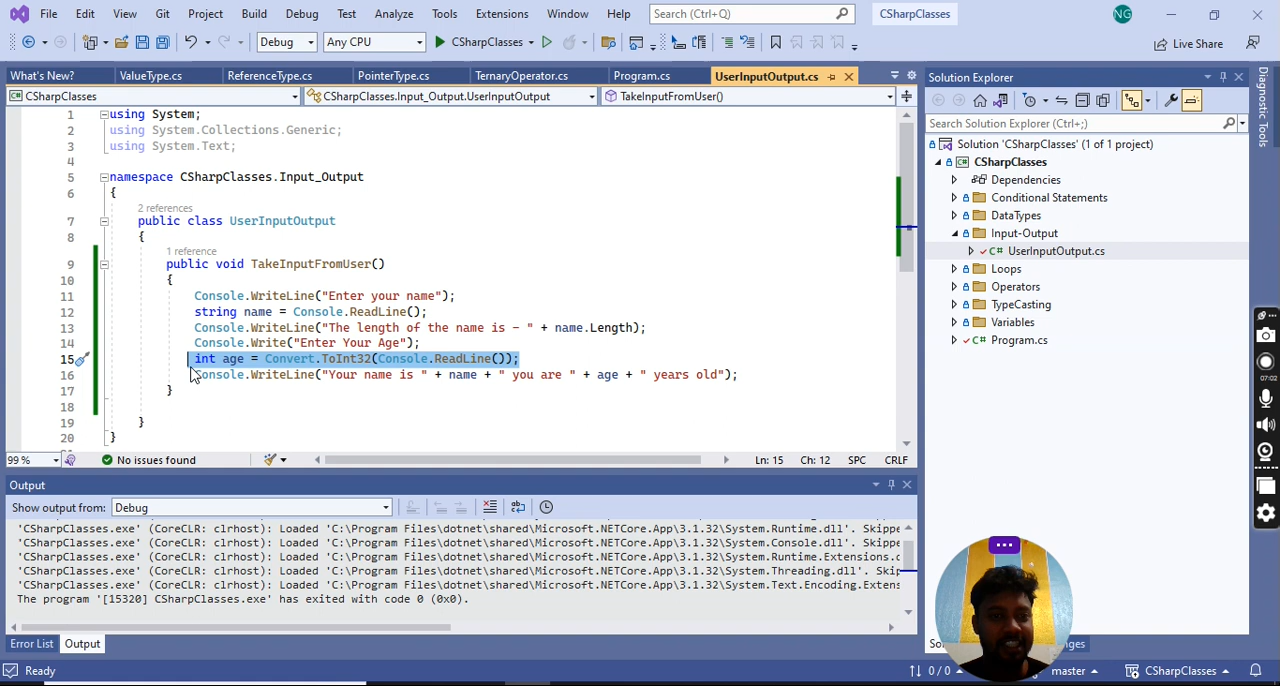 File Edit View Git Project Build Debug Test Analyze Tools Extensions Window Help Search (Ctrl+Q) CSharpClasses NG
Debug Any CPU CSharpClasses Live Share
What's New? ValueType.cs ReferenceType.cs PointerType.cs TernaryOperator.cs Program.cs UserInputOutput.cs
CSharpClasses CSharpClasses.Input_Output.UserInputOutput TakeInputFromUser()
1 using System;
2 using System.Collections.Generic;
3 using System.Text;
4
5 namespace CSharpClasses.Input_Output
6 {
2 references
7 public class UserInputOutput
8 {
1 reference
9 public void TakeInputFromUser()
10 {
11 Console.WriteLine("Enter your name");
12 string name = Console.ReadLine();
13 Console.WriteLine("The length of the name is - " + name.Length);
14 Console.Write("Enter Your Age");
15 int age = Convert.ToInt32(Console.ReadLine());
16 Console.WriteLine("Your name is " + name + " you are " + age + " years old");
17 }
18
19 }
20 }
99 % No issues found Ln: 15 Ch: 12 SPC CRLF
Output
Show output from: Debug
'CSharpClasses.exe' (CoreCLR: clrhost): Loaded 'C:\Program Files\dotnet\shared\Microsoft.NETCore.App\3.1.32\System.Runtime.dll'. Skippe
'CSharpClasses.exe' (CoreCLR: clrhost): Loaded 'C:\Program Files\dotnet\shared\Microsoft.NETCore.App\3.1.32\System.Console.dll'. Skippe
'CSharpClasses.exe' (CoreCLR: clrhost): Loaded 'C:\Program Files\dotnet\shared\Microsoft.NETCore.App\3.1.32\System.Runtime.Extensions.d
'CSharpClasses.exe' (CoreCLR: clrhost): Loaded 'C:\Program Files\dotnet\shared\Microsoft.NETCore.App\3.1.32\System.Threading.dll'. Skip
'CSharpClasses.exe' (CoreCLR: clrhost): Loaded 'C:\Program Files\dotnet\shared\Microsoft.NETCore.App\3.1.32\System.Text.Encoding.Exten
The program '[15320] CSharpClasses.exe' has exited with code 0 (0x0).
Error List Output
Ready 0 / 0 master CSharpClasses
Solution Explorer
Search Solution Explorer (Ctrl+;)
Solution 'CSharpClasses' (1 of 1 project)
C# CSharpClasses
Dependencies
Conditional Statements
DataTypes
Input-Output
C# UserInputOutput.cs
Loops
Operators
TypeCasting
Variables
C# Program.cs
Diagnostic Tools
07:02